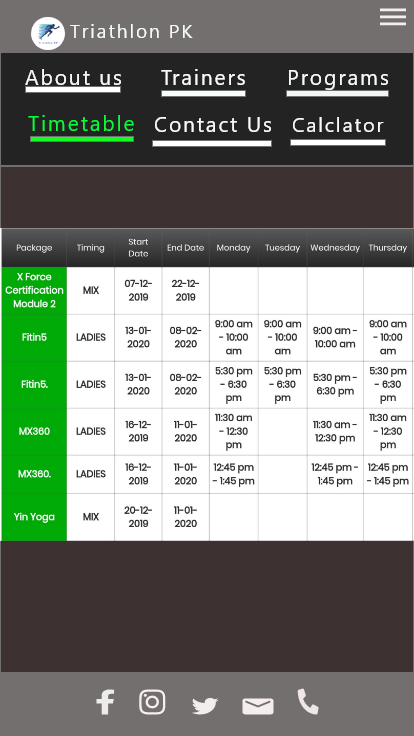 Triathlon PK
About us Trainers Programs
Timetable Contact Us Calclator
Package Timing Start Date End Date Monday Tuesday Wednesday Thursday
X Force Certification Module 2 MIX 07-12-2019 22-12-2019
Fitin5 LADIES 13-01-2020 08-02-2020 9:00 am - 10:00 am 9:00 am - 10:00 am 9:00 am - 10:00 am 9:00 am - 10:00 am
Fitin5. LADIES 13-01-2020 08-02-2020 5:30 pm - 6:30 pm 5:30 pm - 6:30 pm 5:30 pm - 6:30 pm 5:30 pm - 6:30 pm
MX360 LADIES 16-12-2019 11-01-2020 11:30 am - 12:30 pm 11:30 am - 12:30 pm 11:30 am - 12:30 pm
MX360. LADIES 16-12-2019 11-01-2020 12:45 pm - 1:45 pm 12:45 pm - 1:45 pm 12:45 pm - 1:45 pm
Yin Yoga MIX 20-12-2019 11-01-2020